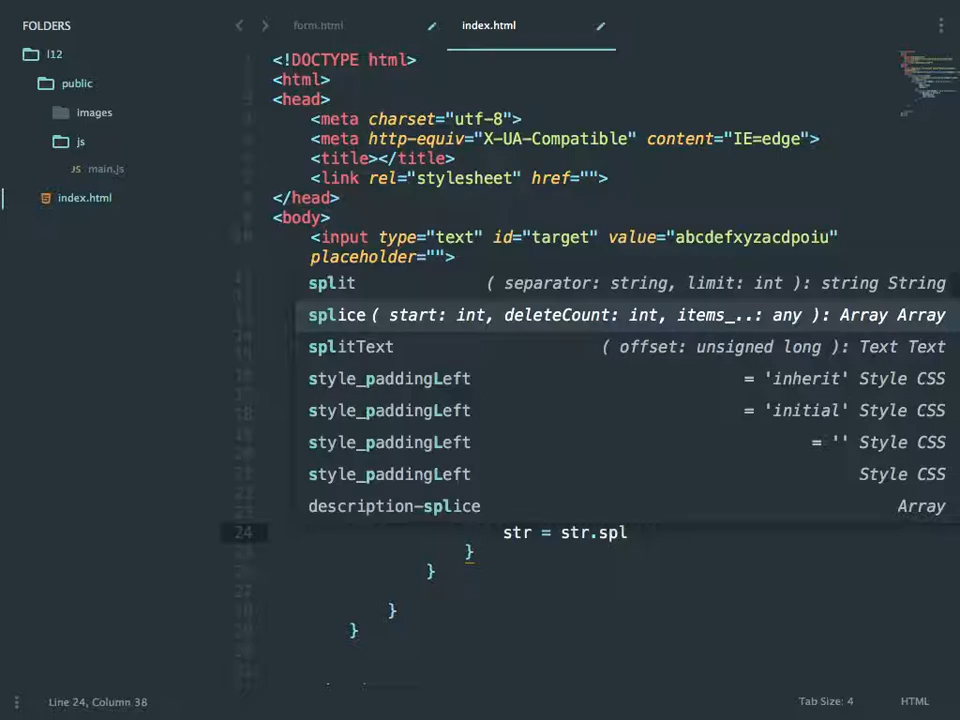 FOLDERS
form.html
index.html
l12
public
images
js
JS main.js
index.html
<!DOCTYPE html>
<html>
<head>
<meta charset="utf-8">
<meta http-equiv="X-UA-Compatible" content="IE=edge">
<title></title>
<link rel="stylesheet" href="">
</head>
<body>
<input type="text" id="target" value="abcdefxyzacdpoiu"
placeholder="">
split ( separator: string, limit: int ): string String
splice ( start: int, deleteCount: int, items_..: any ): Array Array
splitText ( offset: unsigned long ): Text Text
style_paddingLeft = 'inherit' Style CSS
style_paddingLeft = 'initial' Style CSS
style_paddingLeft = '' Style CSS
style_paddingLeft Style CSS
description-splice Array
24 str = str.spl
}
}
}
}
Line 24, Column 38
Tab Size: 4
HTML